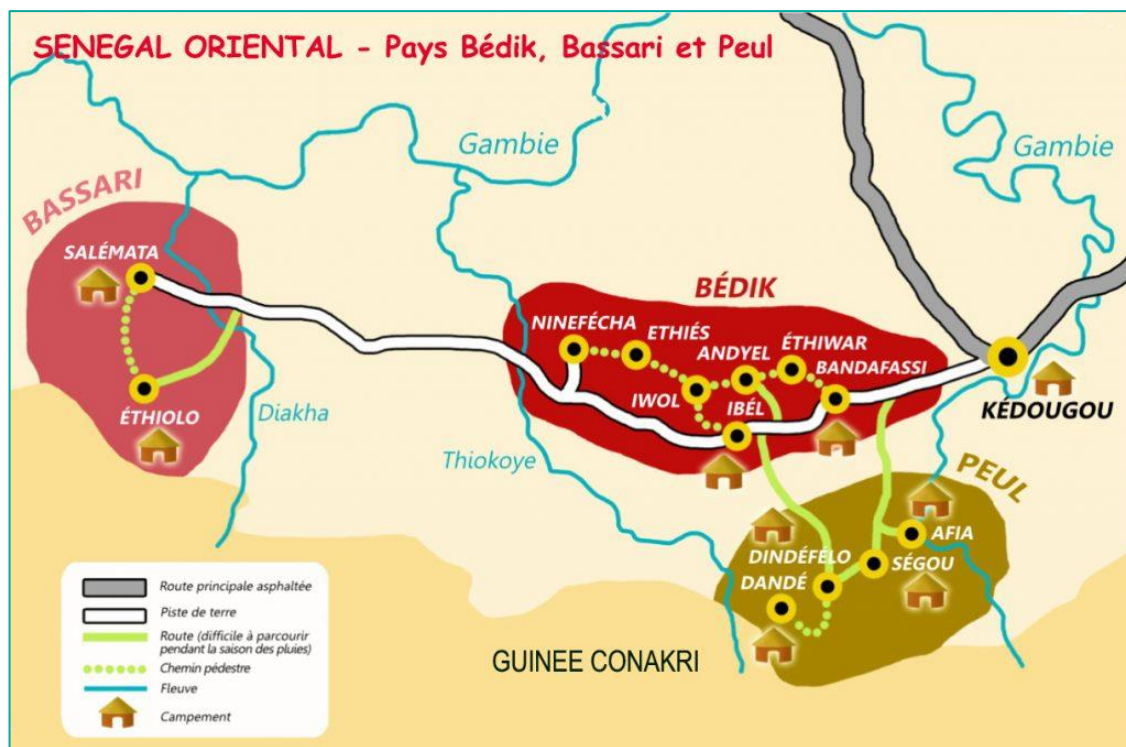 SENEGAL ORIENTAL - Pays Bédik, Bassari et Peul
Gambie
Gambie
BASSARI
SALÉMATA
ÉTHIOLO
Diakha
Thiokoye
BÉDIK
NINEFÉCHA
ETHIÉS
ANDYEL
ÉTHIWAR
BANDAFASSI
IWOL
IBÉL
KÉDOUGOU
PEUL
AFIA
DINDÉFELO
SÉGOU
DANDÉ
GUINEE CONAKRI
Route principale asphaltée
Piste de terre
Route (difficile à parcourir
pendant la saison des pluies)
Chemin pédestre
Fleuve
Campement